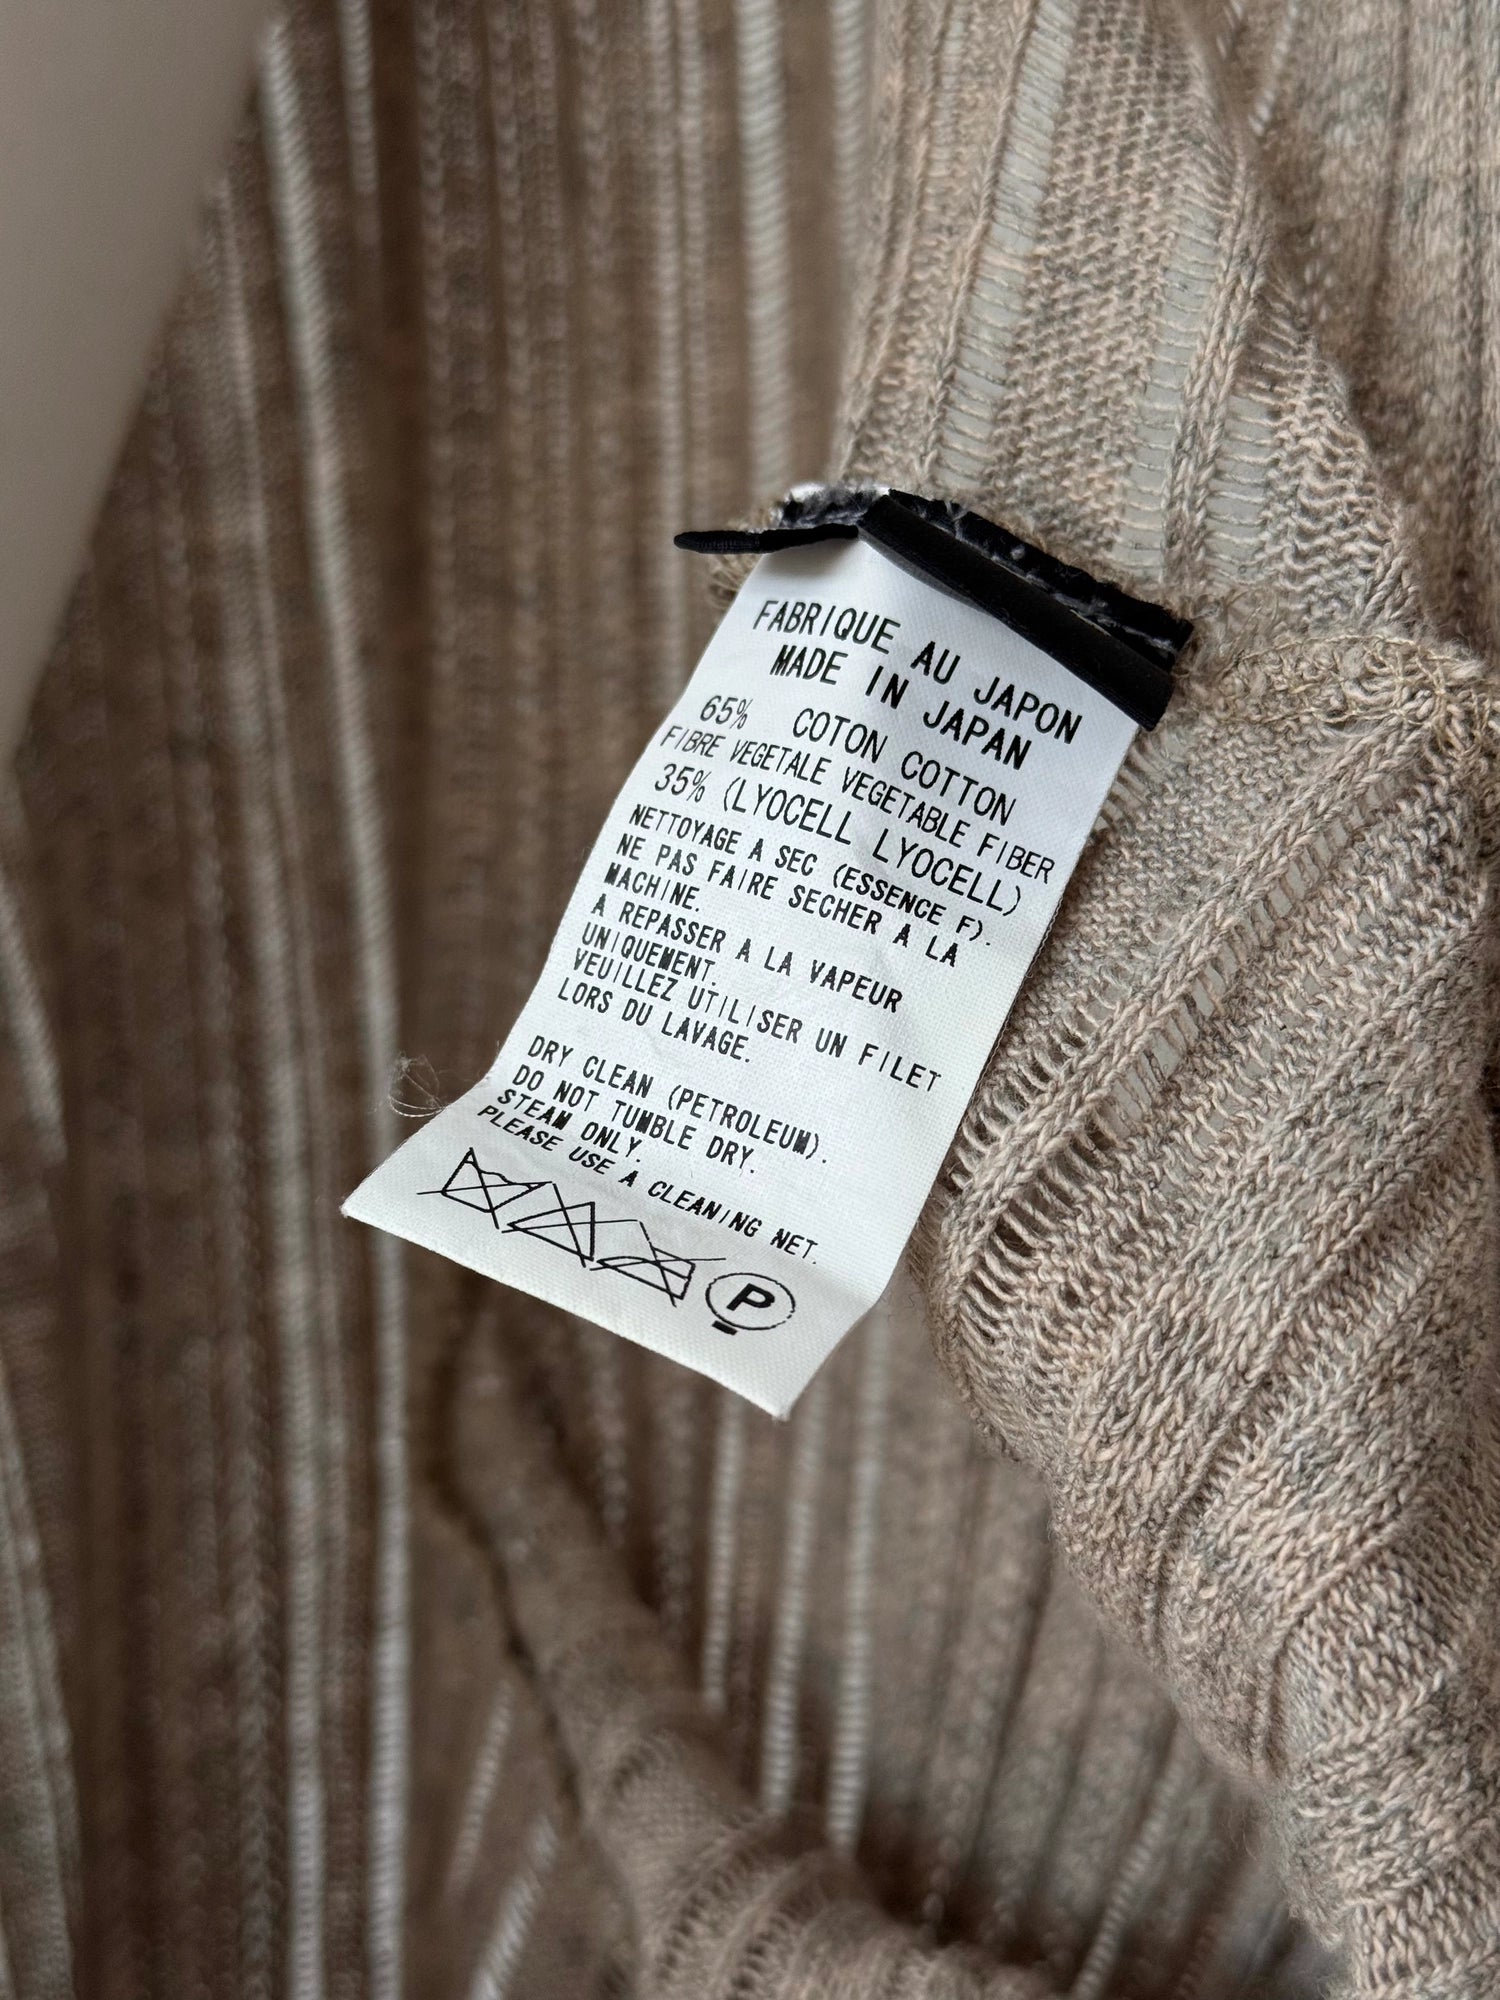 FABRIQUE AU JAPON
MADE IN JAPAN
65% COTON COTTON
FIBRE VEGETALE VEGETABLE FIBER
35% (LYOCELL LYOCELL)
NETTOYAGE A SEC (ESSENCE F).
NE PAS FAIRE SECHER A LA
MACHINE.
A REPASSER A LA VAPEUR
UNIQUEMENT.
VEUILLEZ UTILISER UN FILET
LORS DU LAVAGE.
DRY CLEAN (PETROLEUM).
DO NOT TUMBLE DRY.
STEAM ONLY.
PLEASE USE A CLEANING NET.
P